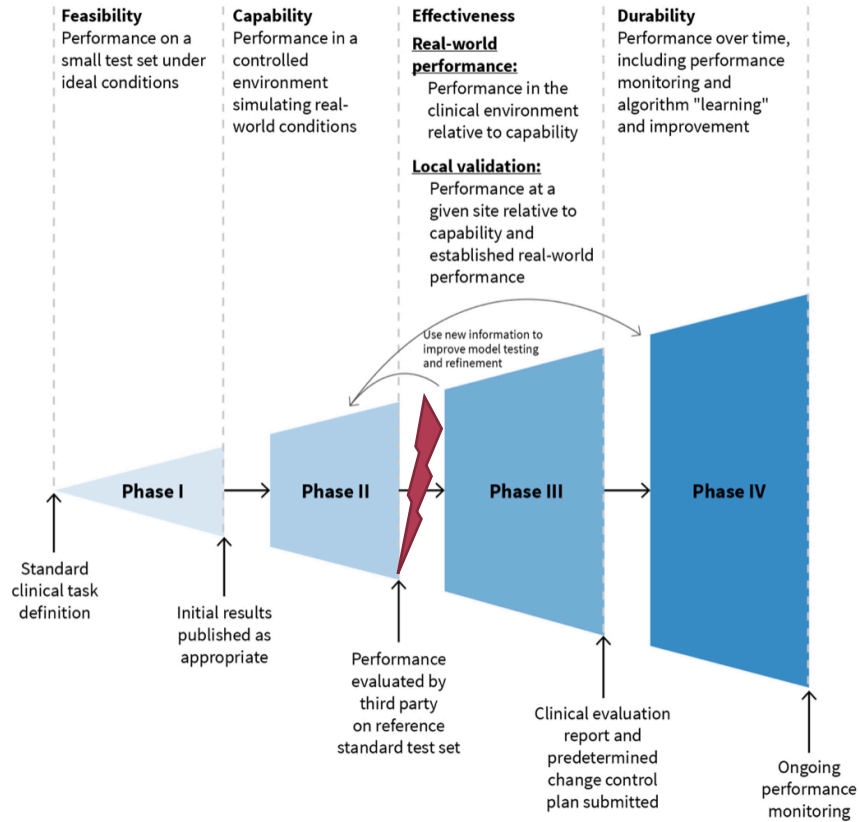 Feasibility
Performance on a
small test set under
ideal conditions
Capability
Performance in a
controlled
environment
simulating real-
world conditions
Effectiveness
Real-world
performance:
Performance in the
clinical environment
relative to capability
Local validation:
Performance at a
given site relative to
capability and
established real-world
performance
Durability
Performance over time,
including performance
monitoring and
algorithm "learning"
and improvement
Use new information to
improve model testing
and refinement
Phase I
Phase II
Phase III
Phase IV
Standard
clinical task
definition
Initial results
published as
appropriate
Performance
evaluated by
third party
on reference
standard test set
Clinical evaluation
report and
predetermined
change control
plan submitted
Ongoing
performance
monitoring